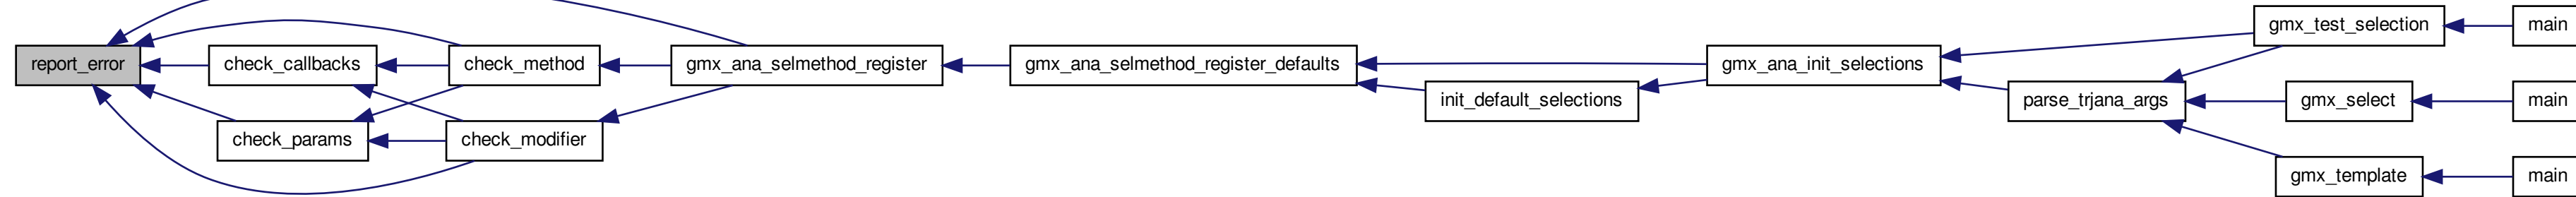 report_error
check_callbacks
check_params
check_method
check_modifier
gmx_ana_selmethod_register
gmx_ana_selmethod_register_defaults
init_default_selections
gmx_ana_init_selections
parse_trjana_args
gmx_test_selection
gmx_select
gmx_template
main
main
main